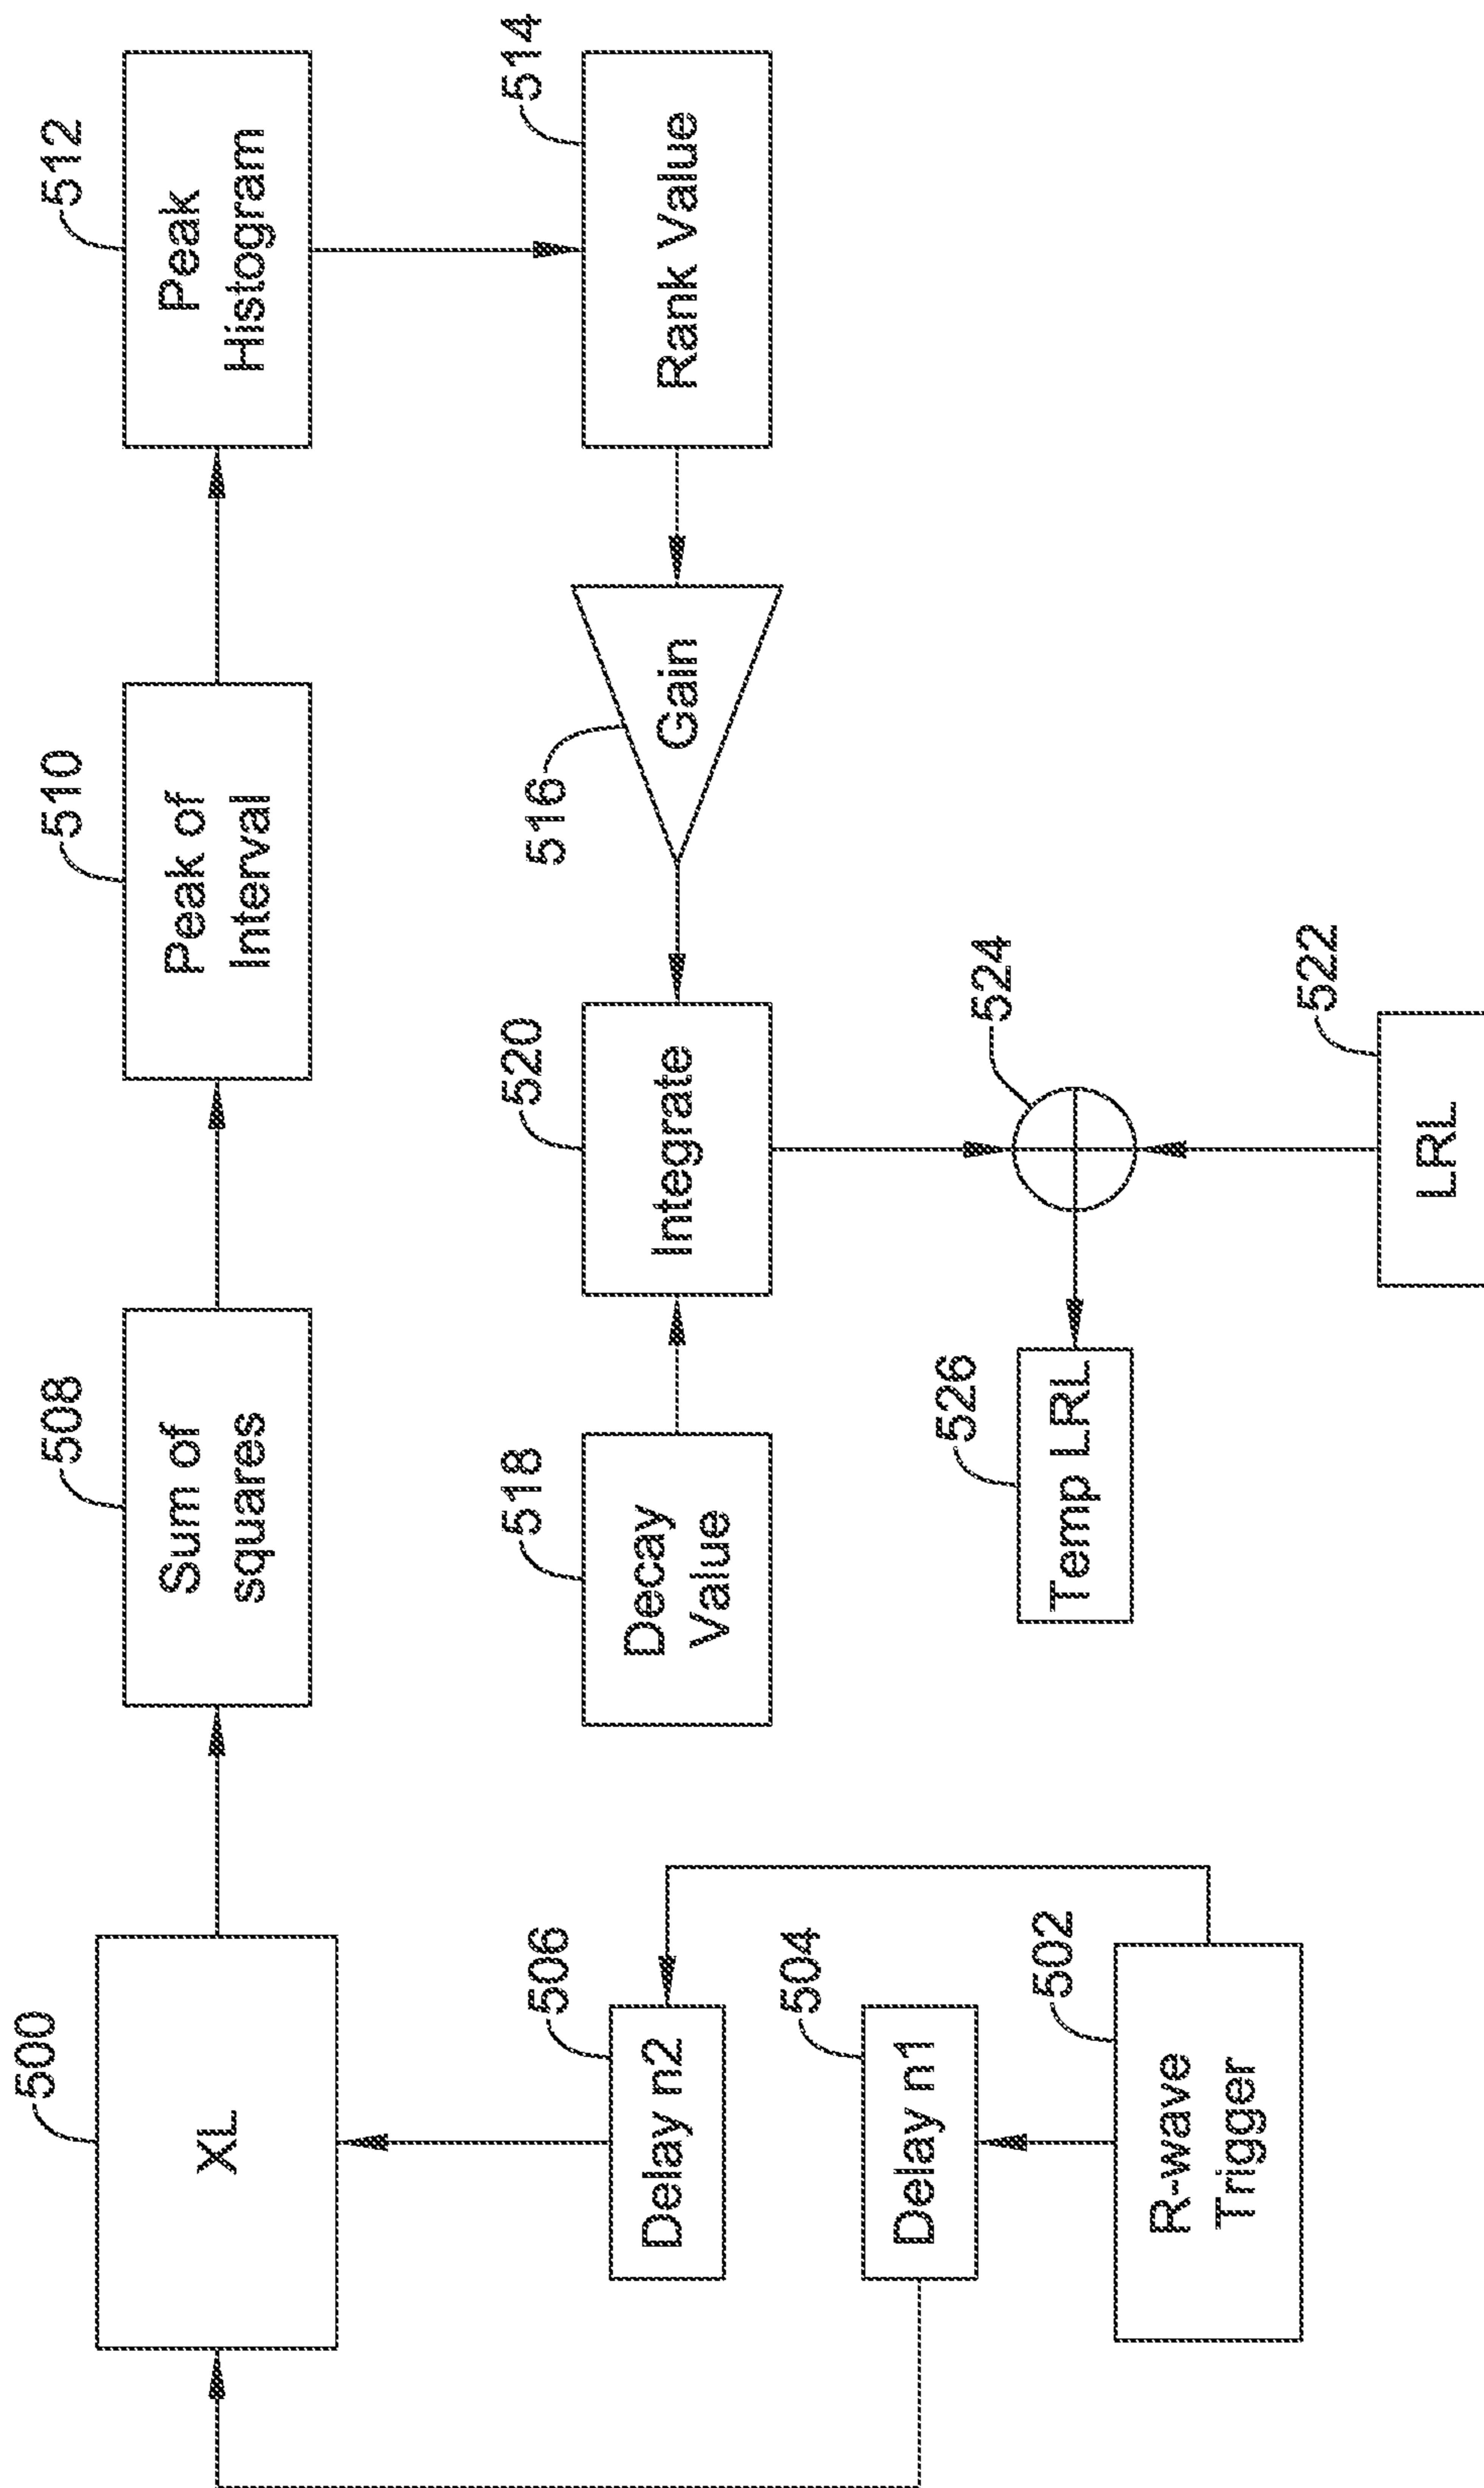 500
XL
508
Sum of
squares
510
Peak of
Interval
512
Peak
Histogram
506
Delay n2
504
Delay n1
502
R-wave
Trigger
518
Decay
Value
520
Integrate
516
Gain
514
Rank Value
526
Temp LRL
524
522
LRL